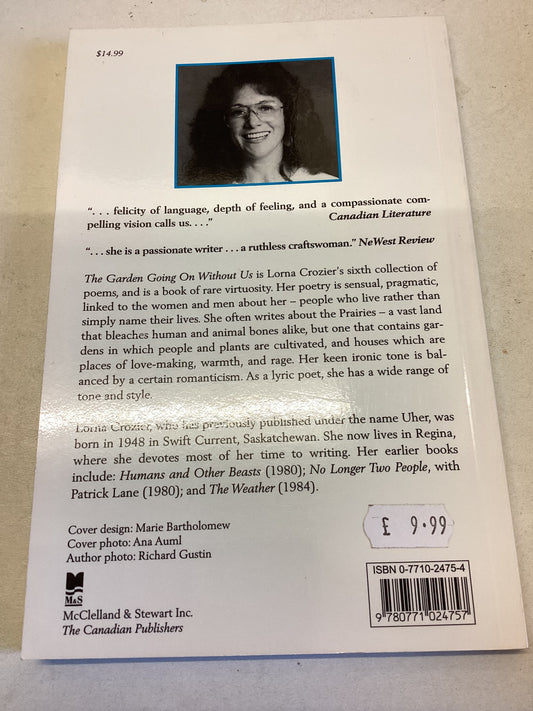 $14.99
". . . felicity of language, depth of feeling, and a compassionate com-
pelling vision calls us. . . ." Canadian Literature
". . . she is a passionate writer . . . a ruthless craftswoman." NeWest Review
The Garden Going On Without Us is Lorna Crozier's sixth collection of
poems, and is a book of rare virtuosity. Her poetry is sensual, pragmatic,
linked to the women and men about her – people who live rather than
simply name their lives. She often writes about the Prairies – a vast land
that bleaches human and animal bones alike, but one that contains gar-
dens in which people and plants are cultivated, and houses which are
places of love-making, warmth, and rage. Her keen ironic tone is bal-
anced by a certain romanticism. As a lyric poet, she has a wide range of
tone and style.
Lorna Crozier, who has previously published under the name Uher, was
born in 1948 in Swift Current, Saskatchewan. She now lives in Regina,
where she devotes most of her time to writing. Her earlier books
include: Humans and Other Beasts (1980); No Longer Two People, with
Patrick Lane (1980); and The Weather (1984).
£ 9.99
Cover design: Marie Bartholomew
Cover photo: Ana Auml
Author photo: Richard Gustin
M&S
McClelland & Stewart Inc.
The Canadian Publishers
ISBN 0-7710-2475-4
9 780771 024757